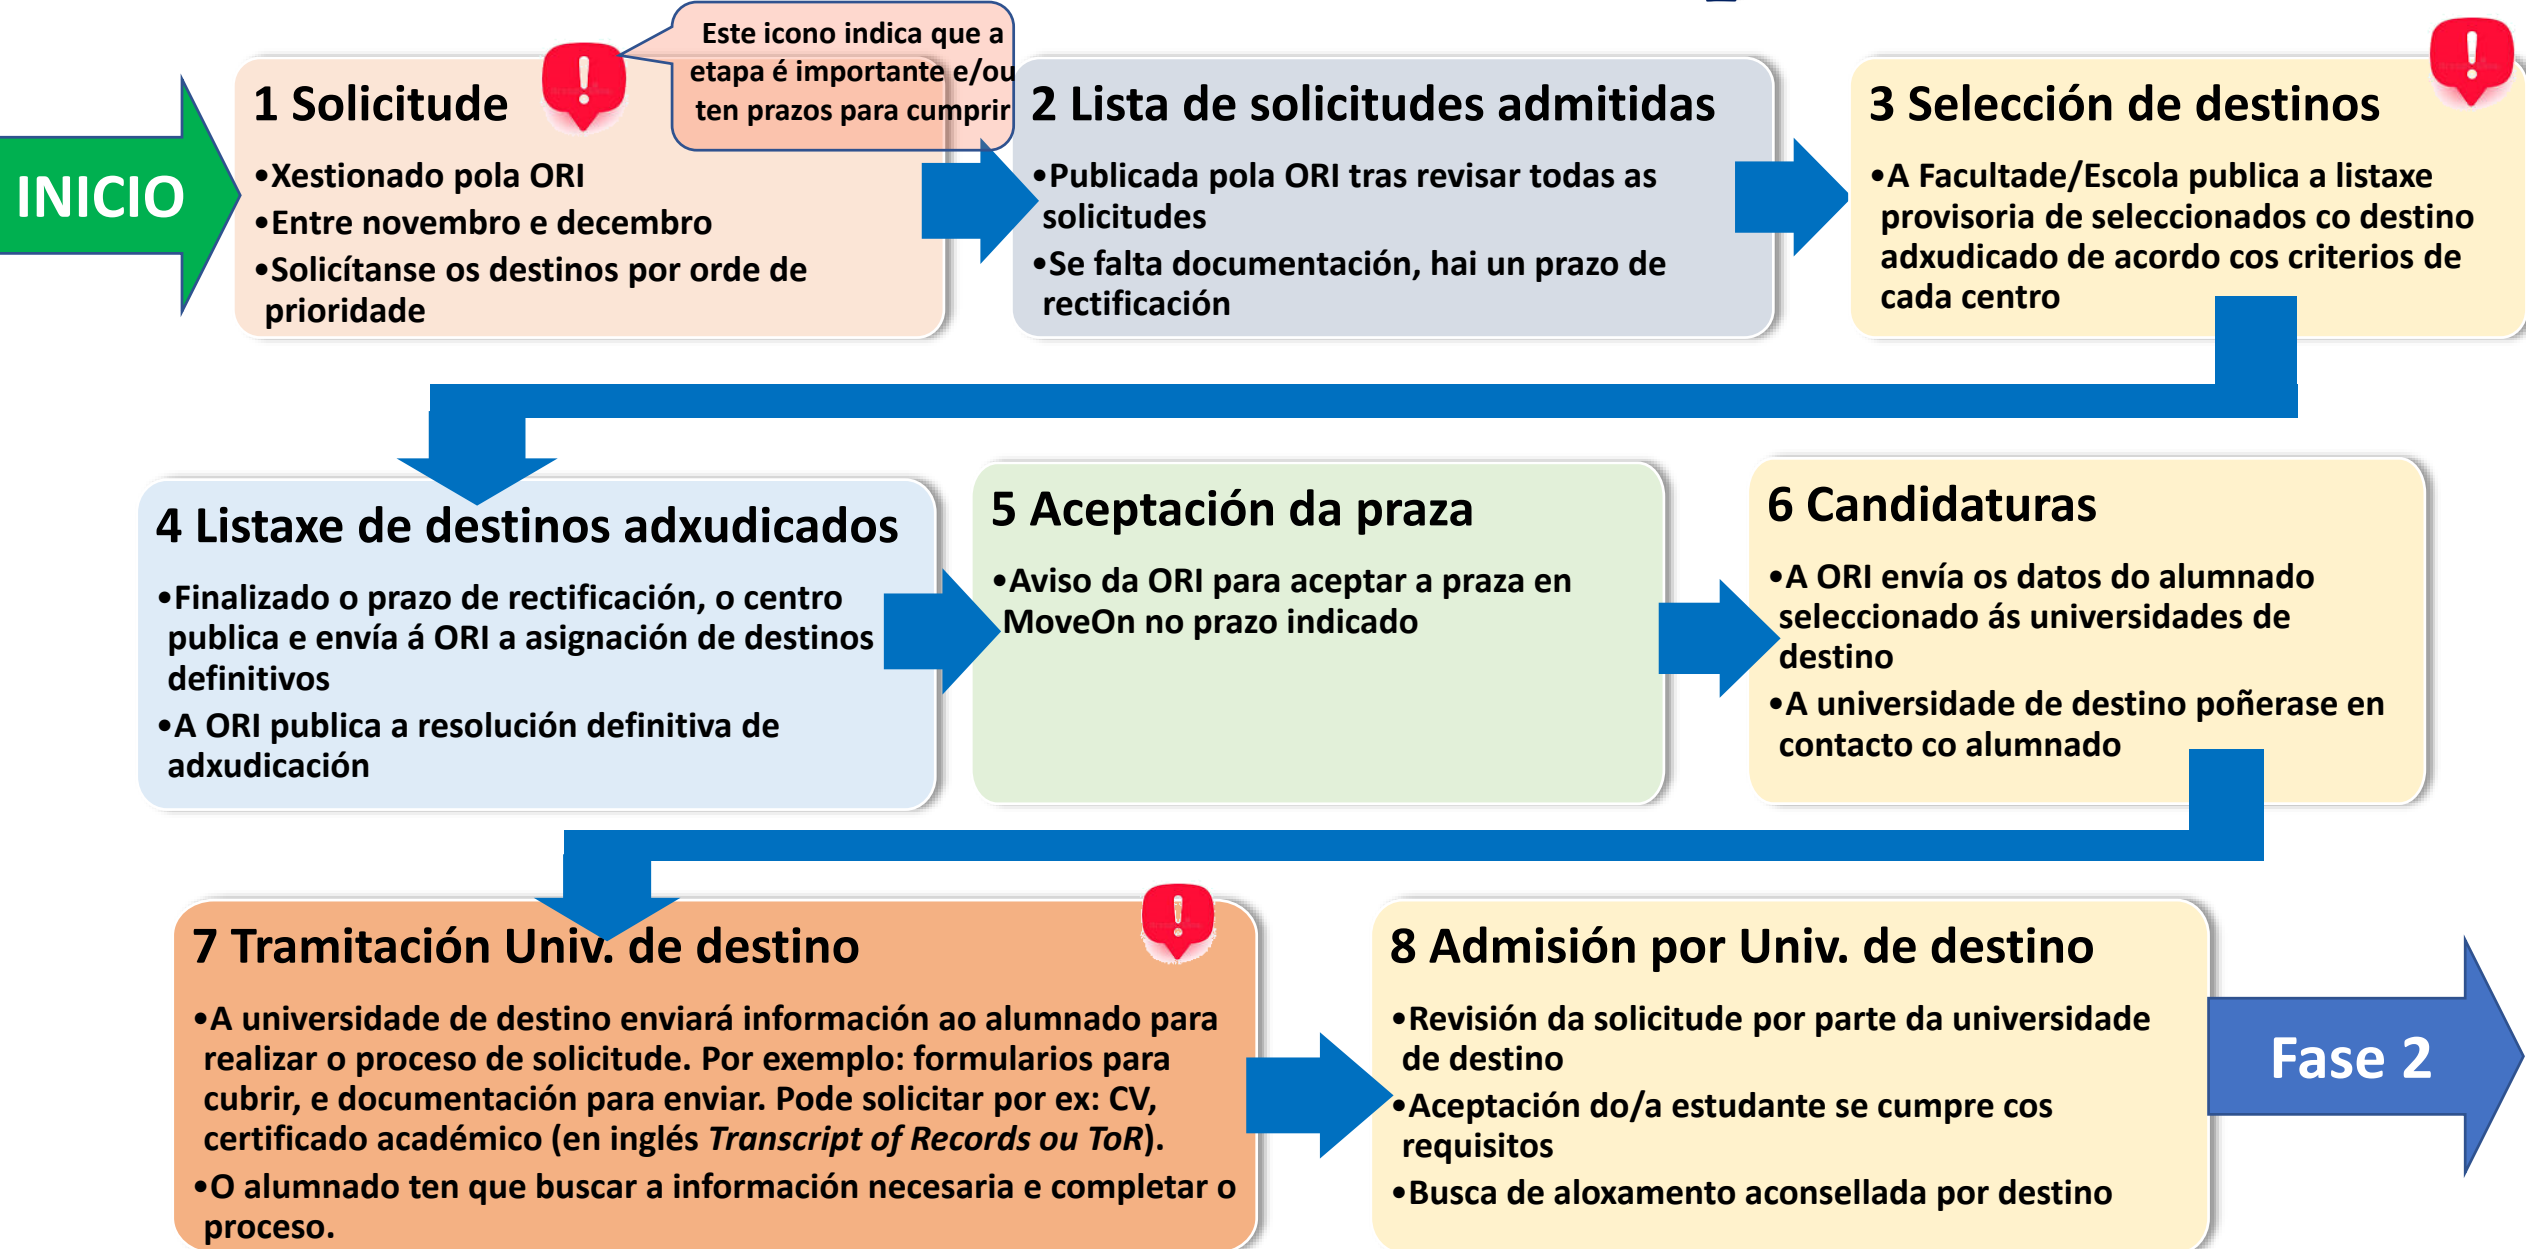 INICIO
1 Solicitude
•Xestionado pola ORI
•Entre novembro e decembro
•Solicítanse os destinos por orde de
prioridade
Este icono indica que a
etapa é importante e/ou
ten prazos para cumprir
2 Lista de solicitudes admitidas
•Publicada pola ORI tras revisar todas as
solicitudes
•Se falta documentación, hai un prazo de
rectificación
3 Selección de destinos
•A Facultade/Escola publica a listaxe
provisoria de seleccionados co destino
adxudicado de acordo cos criterios de
cada centro
4 Listaxe de destinos adxudicados
•Finalizado o prazo de rectificación, o centro
publica e envía á ORI a asignación de destinos
definitivos
•A ORI publica a resolución definitiva de
adxudicación
5 Aceptación da praza
•Aviso da ORI para aceptar a praza en
MoveOn no prazo indicado
6 Candidaturas
•A ORI envía os datos do alumnado
seleccionado ás universidades de
destino
•A universidade de destino poñerase en
contacto co alumnado
7 Tramitación Univ. de destino
•A universidade de destino enviará información ao alumnado para
realizar o proceso de solicitude. Por exemplo: formularios para
cubrir, e documentación para enviar. Pode solicitar por ex: CV,
certificado académico (en inglés Transcript of Records ou ToR).
•O alumnado ten que buscar a información necesaria e completar o
proceso.
8 Admisión por Univ. de destino
•Revisión da solicitude por parte da universidade
de destino
•Aceptación do/a estudante se cumpre cos
requisitos
•Busca de aloxamento aconsellada por destino
Fase 2